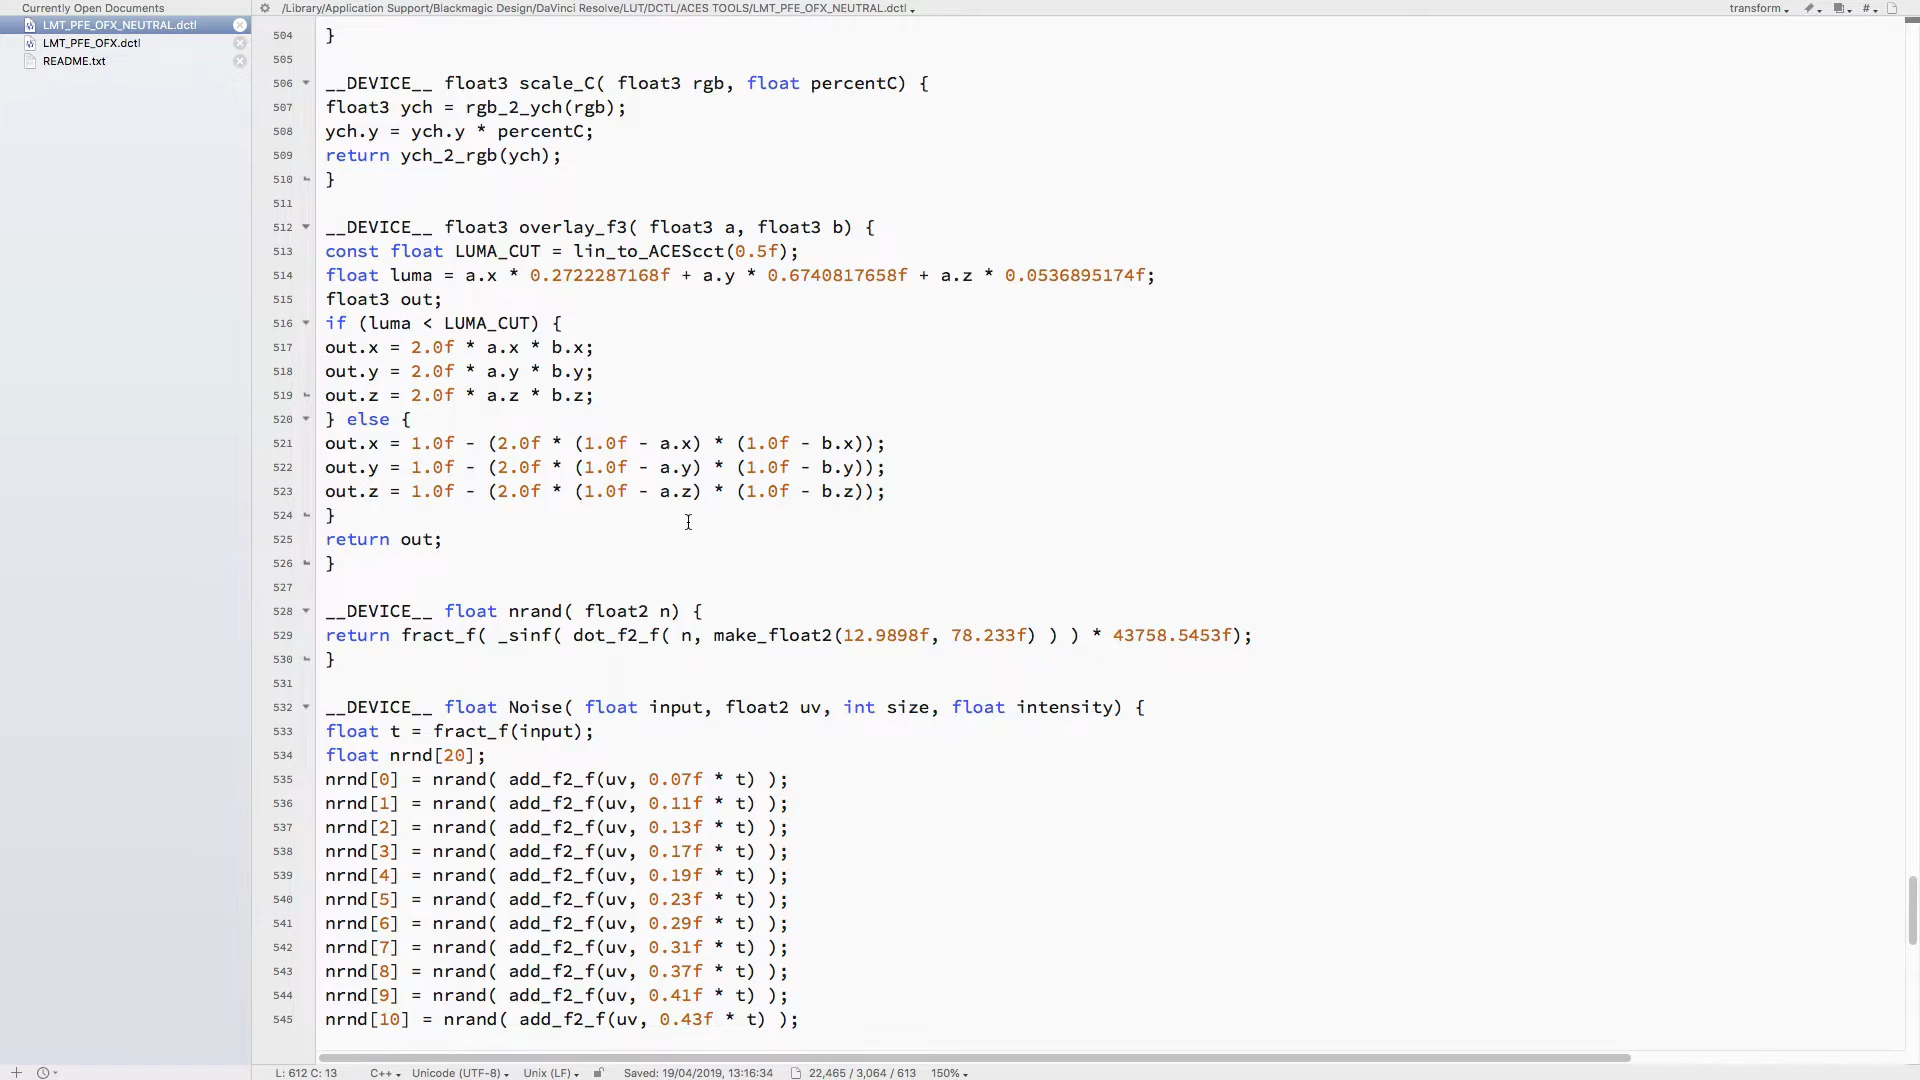 Currently Open Documents
LMT_PFE_OFX_NEUTRAL.dctl
LMT_PFE_OFX.dctl
README.txt
/Library/Application Support/Blackmagic Design/DaVinci Resolve/LUT/DCTL/ACES TOOLS/LMT_PFE_OFX_NEUTRAL.dctl
transform
#
504 }
505
506 __DEVICE__ float3 scale_C( float3 rgb, float percentC) {
507 float3 ych = rgb_2_ych(rgb);
508 ych.y = ych.y * percentC;
509 return ych_2_rgb(ych);
510 }
511
512 __DEVICE__ float3 overlay_f3( float3 a, float3 b) {
513 const float LUMA_CUT = lin_to_ACEScct(0.5f);
514 float luma = a.x * 0.2722287168f + a.y * 0.6740817658f + a.z * 0.0536895174f;
515 float3 out;
516 if (luma < LUMA_CUT) {
517 out.x = 2.0f * a.x * b.x;
518 out.y = 2.0f * a.y * b.y;
519 out.z = 2.0f * a.z * b.z;
520 } else {
521 out.x = 1.0f - (2.0f * (1.0f - a.x) * (1.0f - b.x));
522 out.y = 1.0f - (2.0f * (1.0f - a.y) * (1.0f - b.y));
523 out.z = 1.0f - (2.0f * (1.0f - a.z) * (1.0f - b.z));
524 }
525 return out;
526 }
527
528 __DEVICE__ float nrand( float2 n) {
529 return fract_f( _sinf( dot_f2_f( n, make_float2(12.9898f, 78.233f) ) ) * 43758.5453f);
530 }
531
532 __DEVICE__ float Noise( float input, float2 uv, int size, float intensity) {
533 float t = fract_f(input);
534 float nrnd[20];
535 nrnd[0] = nrand( add_f2_f(uv, 0.07f * t) );
536 nrnd[1] = nrand( add_f2_f(uv, 0.11f * t) );
537 nrnd[2] = nrand( add_f2_f(uv, 0.13f * t) );
538 nrnd[3] = nrand( add_f2_f(uv, 0.17f * t) );
539 nrnd[4] = nrand( add_f2_f(uv, 0.19f * t) );
540 nrnd[5] = nrand( add_f2_f(uv, 0.23f * t) );
541 nrnd[6] = nrand( add_f2_f(uv, 0.29f * t) );
542 nrnd[7] = nrand( add_f2_f(uv, 0.31f * t) );
543 nrnd[8] = nrand( add_f2_f(uv, 0.37f * t) );
544 nrnd[9] = nrand( add_f2_f(uv, 0.41f * t) );
545 nrnd[10] = nrand( add_f2_f(uv, 0.43f * t) );
L: 612 C: 13 C++ Unicode (UTF-8) Unix (LF) Saved: 19/04/2019, 13:16:34 22,465 / 3,064 / 613 150%